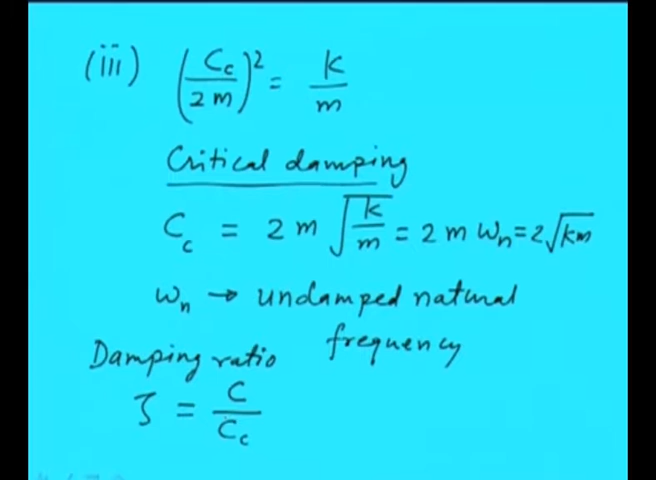 (iii) (Cc/2m)² = k/m
Critical damping
Cc = 2m √(k/m) = 2m ωn = 2√km
ωn → undamped natural
frequency
Damping ratio
ζ = C/Cc